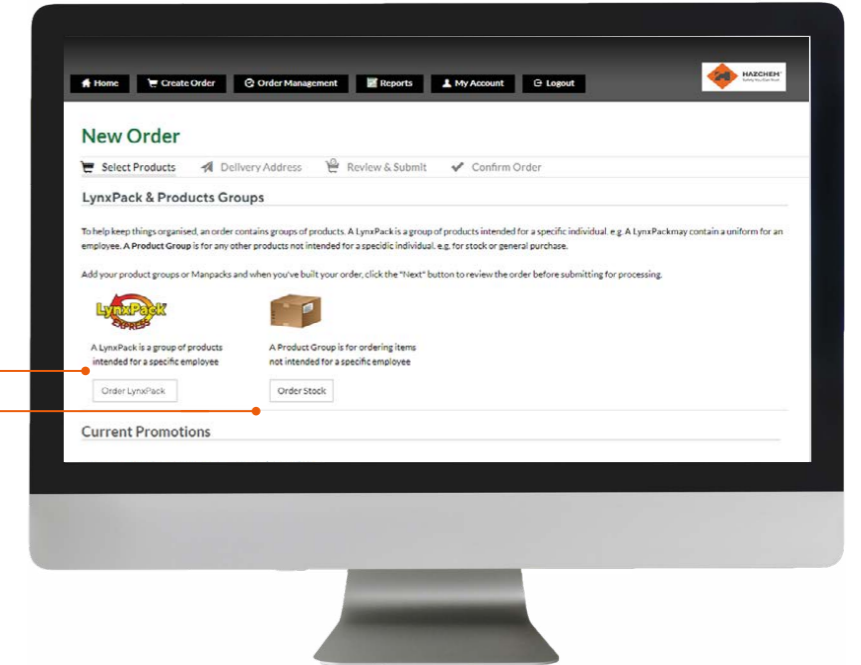 Home Create Order Order Management Reports My Account Logout
HAZCHEM
New Order
Select Products Delivery Address Review & Submit Confirm Order
LynxPack & Products Groups
To help keep things organised, an order contains groups of products. A LynxPack is a group of products intended for a specific individual. e.g. A LynxPackmay contain a uniform for an
employee. A Product Group is for any other products not intended for a specidic individual. e.g. for stock or general purchase.
Add your product groups or Manpacks and when you've built your order, click the "Next" button to review the order before submitting for processing.
LynxPack
EXPRESS
A LynxPack is a group of products
intended for a specific employee
A Product Group is for ordering items
not intended for a specific employee
Order LynxPack
Order Stock
Current Promotions